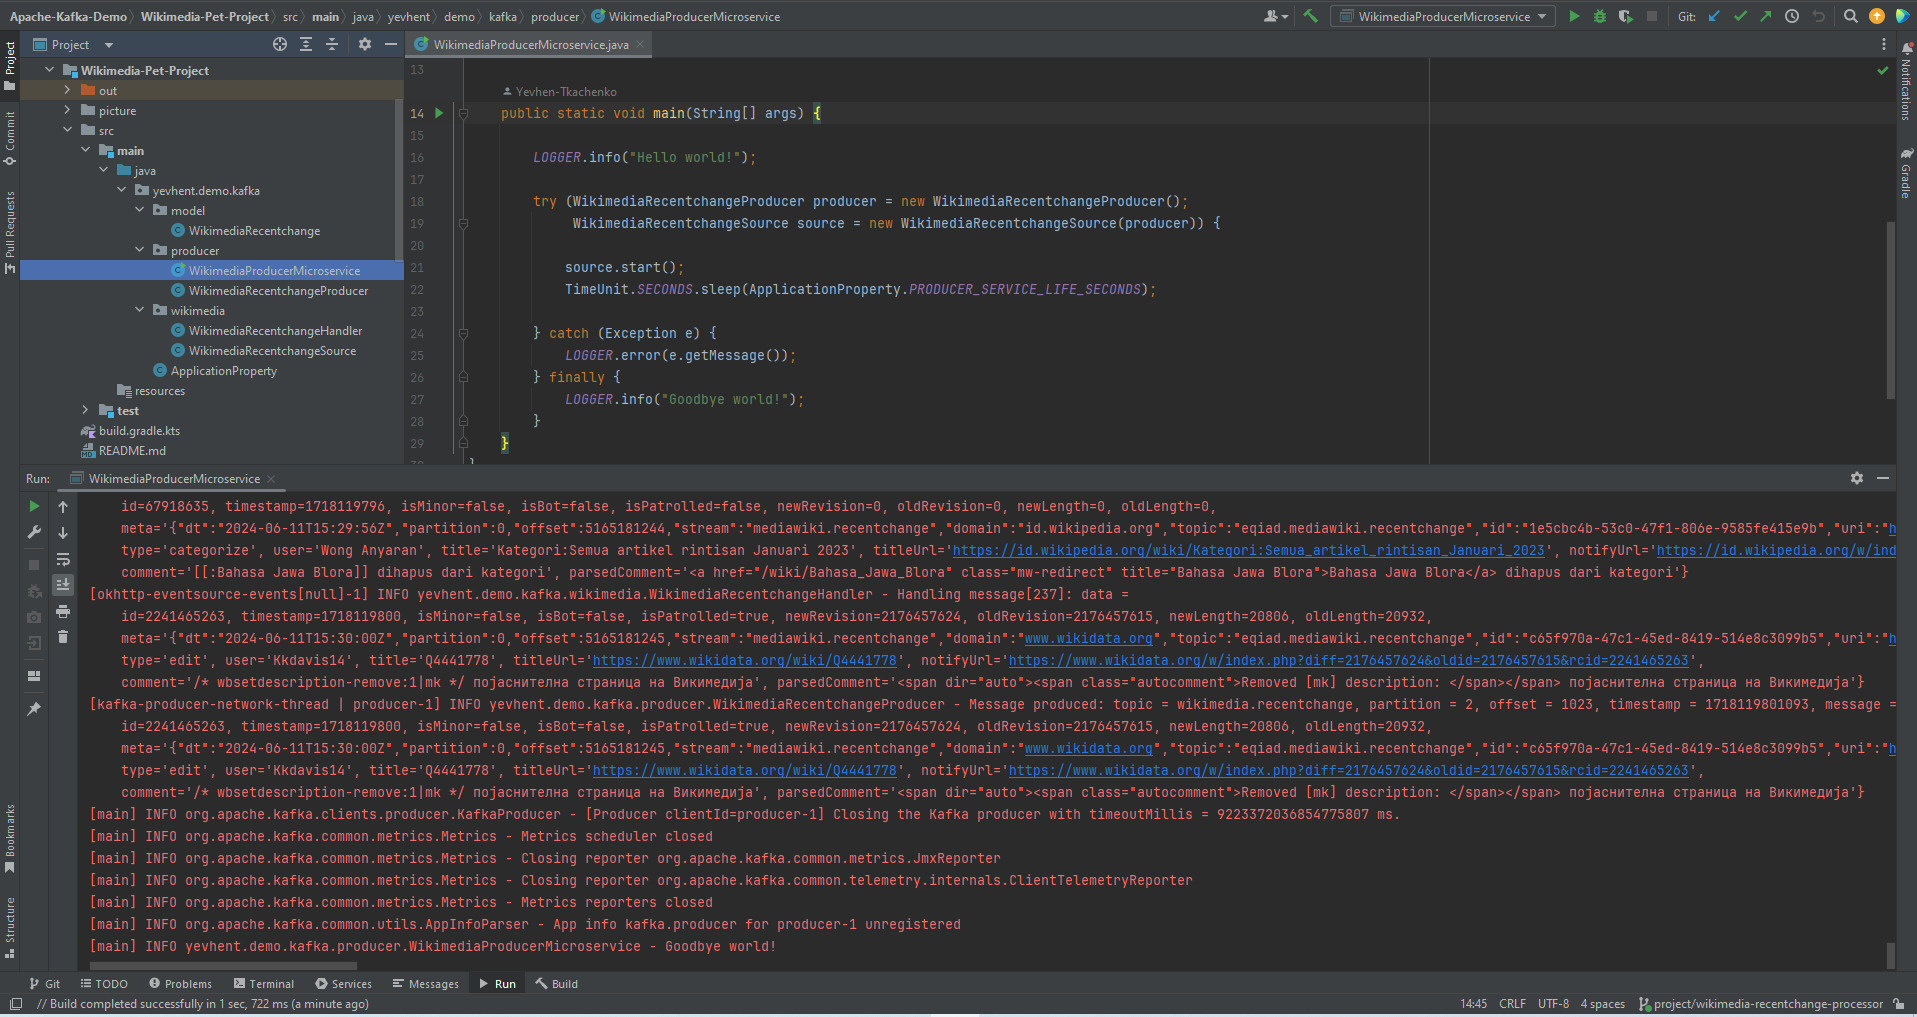 Apache-Kafka-Demo Wikimedia-Pet-Project src main java yevhent demo kafka producer WikimediaProducerMicroservice
WikimediaProducerMicroservice Git:
Project
WikimediaProducerMicroservice.java
Wikimedia-Pet-Project
out
picture
src
main
java
yevhent.demo.kafka
model
WikimediaRecentchange
producer
WikimediaProducerMicroservice
WikimediaRecentchangeProducer
wikimedia
WikimediaRecentchangeHandler
WikimediaRecentchangeSource
ApplicationProperty
resources
test
build.gradle.kts
README.md
Project
Commit
Pull Requests
Bookmarks
Structure
Notifications
Gradle
13
Yevhen-Tkachenko
14 public static void main(String[] args) {
15
16 LOGGER.info("Hello world!");
17
18 try (WikimediaRecentchangeProducer producer = new WikimediaRecentchangeProducer();
19 WikimediaRecentchangeSource source = new WikimediaRecentchangeSource(producer)) {
20
21 source.start();
22 TimeUnit.SECONDS.sleep(ApplicationProperty.PRODUCER_SERVICE_LIFE_SECONDS);
23
24 } catch (Exception e) {
25 LOGGER.error(e.getMessage());
26 } finally {
27 LOGGER.info("Goodbye world!");
28 }
29 }
Run: WikimediaProducerMicroservice
id=67918635, timestamp=1718119796, isMinor=false, isBot=false, isPatrolled=false, newRevision=0, oldRevision=0, newLength=0, oldLength=0,
meta='{"dt":"2024-06-11T15:29:56Z","partition":0,"offset":5165181244,"stream":"mediawiki.recentchange","domain":"id.wikipedia.org","topic":"eqiad.mediawiki.recentchange","id":"1e5cbc4b-53c0-47f1-806e-9585fe415e9b","uri":"h
type='categorize', user='Wong Anyaran', title='Kategori:Semua artikel rintisan Januari 2023', titleUrl='https://id.wikipedia.org/wiki/Kategori:Semua_artikel_rintisan_Januari_2023', notifyUrl='https://id.wikipedia.org/w/ind
comment='[[:Bahasa Jawa Blora]] dihapus dari kategori', parsedComment='<a href="/wiki/Bahasa_Jawa_Blora" class="mw-redirect" title="Bahasa Jawa Blora">Bahasa Jawa Blora</a> dihapus dari kategori'}
[okhttp-eventsource-events[null]-1] INFO yevhent.demo.kafka.wikimedia.WikimediaRecentchangeHandler - Handling message[237]: data =
id=2241465263, timestamp=1718119800, isMinor=false, isBot=false, isPatrolled=true, newRevision=2176457624, oldRevision=2176457615, newLength=20806, oldLength=20932,
meta='{"dt":"2024-06-11T15:30:00Z","partition":0,"offset":5165181245,"stream":"mediawiki.recentchange","domain":"www.wikidata.org","topic":"eqiad.mediawiki.recentchange","id":"c65f970a-47c1-45ed-8419-514e8c3099b5","uri":"h
type='edit', user='Kkdavis14', title='Q4441778', titleUrl='https://www.wikidata.org/wiki/Q4441778', notifyUrl='https://www.wikidata.org/w/index.php?diff=2176457624&oldid=2176457615&rcid=2241465263',
comment='/* wbsetdescription-remove:1|mk */ појаснителна страница на Викимедија', parsedComment='<span dir="auto"><span class="autocomment">Removed [mk] description: </span></span> појаснителна страница на Викимедија'}
[kafka-producer-network-thread | producer-1] INFO yevhent.demo.kafka.producer.WikimediaRecentchangeProducer - Message produced: topic = wikimedia.recentchange, partition = 2, offset = 1023, timestamp = 1718119801093, message =
id=2241465263, timestamp=1718119800, isMinor=false, isBot=false, isPatrolled=true, newRevision=2176457624, oldRevision=2176457615, newLength=20806, oldLength=20932,
meta='{"dt":"2024-06-11T15:30:00Z","partition":0,"offset":5165181245,"stream":"mediawiki.recentchange","domain":"www.wikidata.org","topic":"eqiad.mediawiki.recentchange","id":"c65f970a-47c1-45ed-8419-514e8c3099b5","uri":"h
type='edit', user='Kkdavis14', title='Q4441778', titleUrl='https://www.wikidata.org/wiki/Q4441778', notifyUrl='https://www.wikidata.org/w/index.php?diff=2176457624&oldid=2176457615&rcid=2241465263',
comment='/* wbsetdescription-remove:1|mk */ појаснителна страница на Викимедија', parsedComment='<span dir="auto"><span class="autocomment">Removed [mk] description: </span></span> појаснителна страница на Викимедија'}
[main] INFO org.apache.kafka.clients.producer.KafkaProducer - [Producer clientId=producer-1] Closing the Kafka producer with timeoutMillis = 9223372036854775807 ms.
[main] INFO org.apache.kafka.common.metrics.Metrics - Metrics scheduler closed
[main] INFO org.apache.kafka.common.metrics.Metrics - Closing reporter org.apache.kafka.common.metrics.JmxReporter
[main] INFO org.apache.kafka.common.metrics.Metrics - Closing reporter org.apache.kafka.common.telemetry.internals.ClientTelemetryReporter
[main] INFO org.apache.kafka.common.metrics.Metrics - Metrics reporters closed
[main] INFO org.apache.kafka.common.utils.AppInfoParser - App info kafka.producer for producer-1 unregistered
[main] INFO yevhent.demo.kafka.producer.WikimediaProducerMicroservice - Goodbye world!
Git TODO Problems Terminal Services Messages Run Build
// Build completed successfully in 1 sec, 722 ms (a minute ago) 14:45 CRLF UTF-8 4 spaces project/wikimedia-recentchange-processor